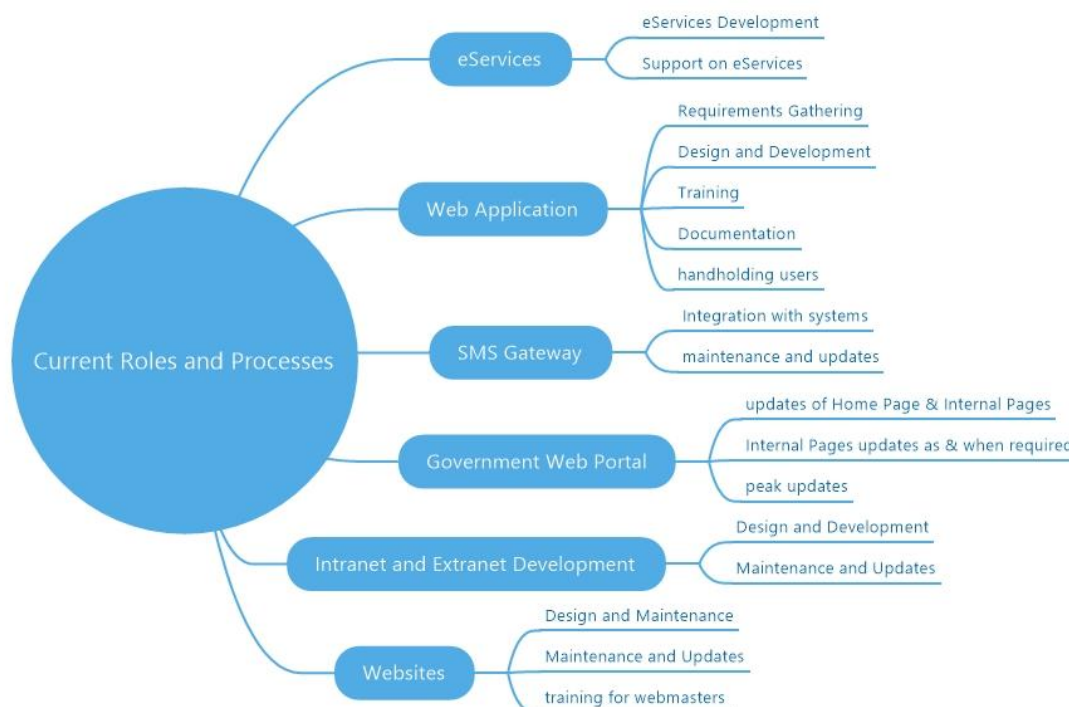 Current Roles and Processes
eServices
eServices Development
Support on eServices
Web Application
Requirements Gathering
Design and Development
Training
Documentation
handholding users
SMS Gateway
Integration with systems
maintenance and updates
Government Web Portal
updates of Home Page & Internal Pages
Internal Pages updates as & when required
peak updates
Intranet and Extranet Development
Design and Development
Maintenance and Updates
Websites
Design and Maintenance
Maintenance and Updates
training for webmasters